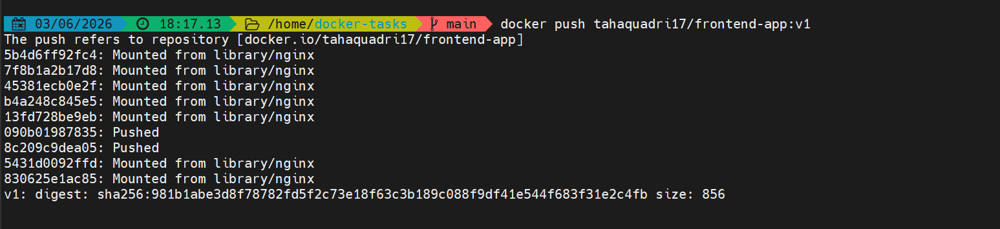 03/06/2026 18:17.13 /home/docker-tasks main docker push tahaquadri17/frontend-app:v1
The push refers to repository [docker.io/tahaquadri17/frontend-app]
5b4d6ff92fc4: Mounted from library/nginx
7f8b1a2b17d8: Mounted from library/nginx
45381ecb0e2f: Mounted from library/nginx
b4a248c845e5: Mounted from library/nginx
13fd728be9eb: Mounted from library/nginx
090b01987835: Pushed
8c209c9dea05: Pushed
5431d0092ffd: Mounted from library/nginx
830625e1ac85: Mounted from library/nginx
v1: digest: sha256:981b1abe3d8f78782fd5f2c73e18f63c3b189c088f9df41e544f683f31e2c4fb size: 856